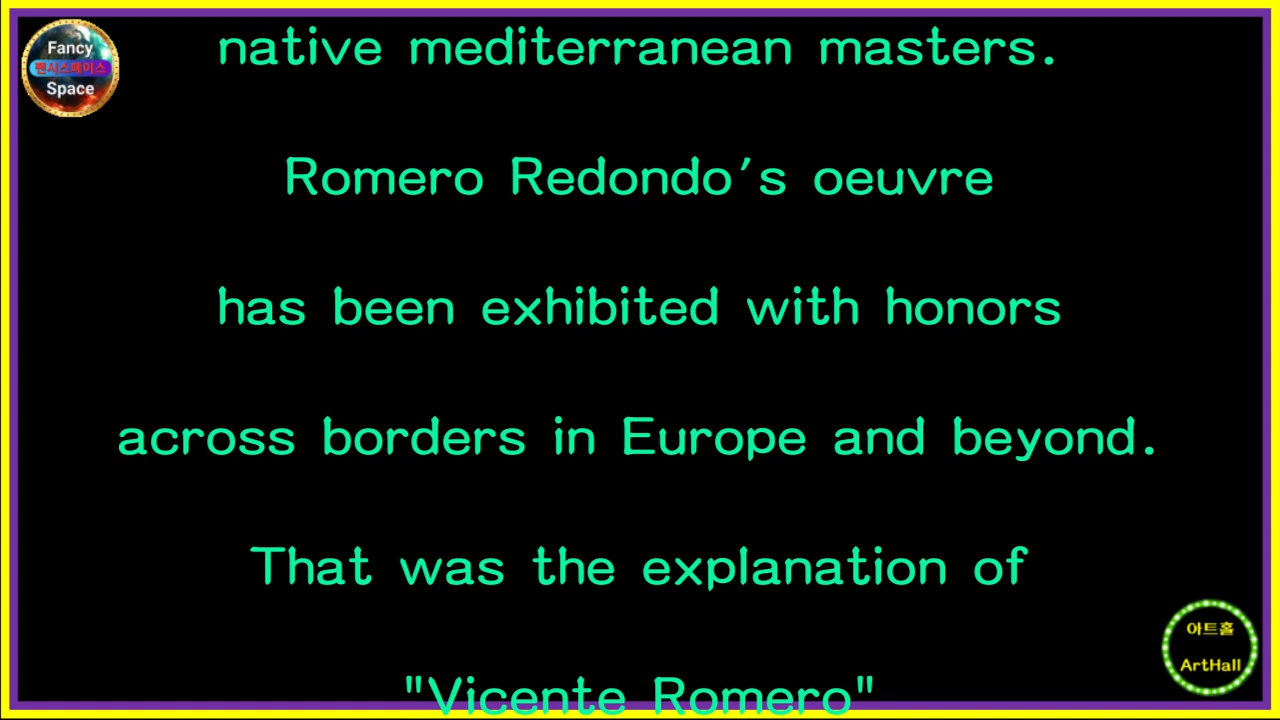 Fancy
팬시스페이스
Space
native mediterranean masters.
Romero Redondo's oeuvre
has been exhibited with honors
across borders in Europe and beyond.
That was the explanation of
"Vicente Romero"
아트홀
ArtHall